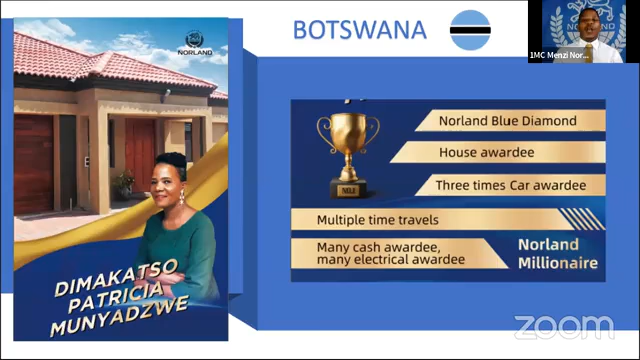 BOTSWANA
1MC Menzi Nor...
NORLAND
DIMAKATSO
PATRICIA
MUNYADZWE
Norland Blue Diamond
House awardee
Three times Car awardee
Multiple time travels
Many cash awardee,
many electrical awardee
Norland
Millionaire
zoom